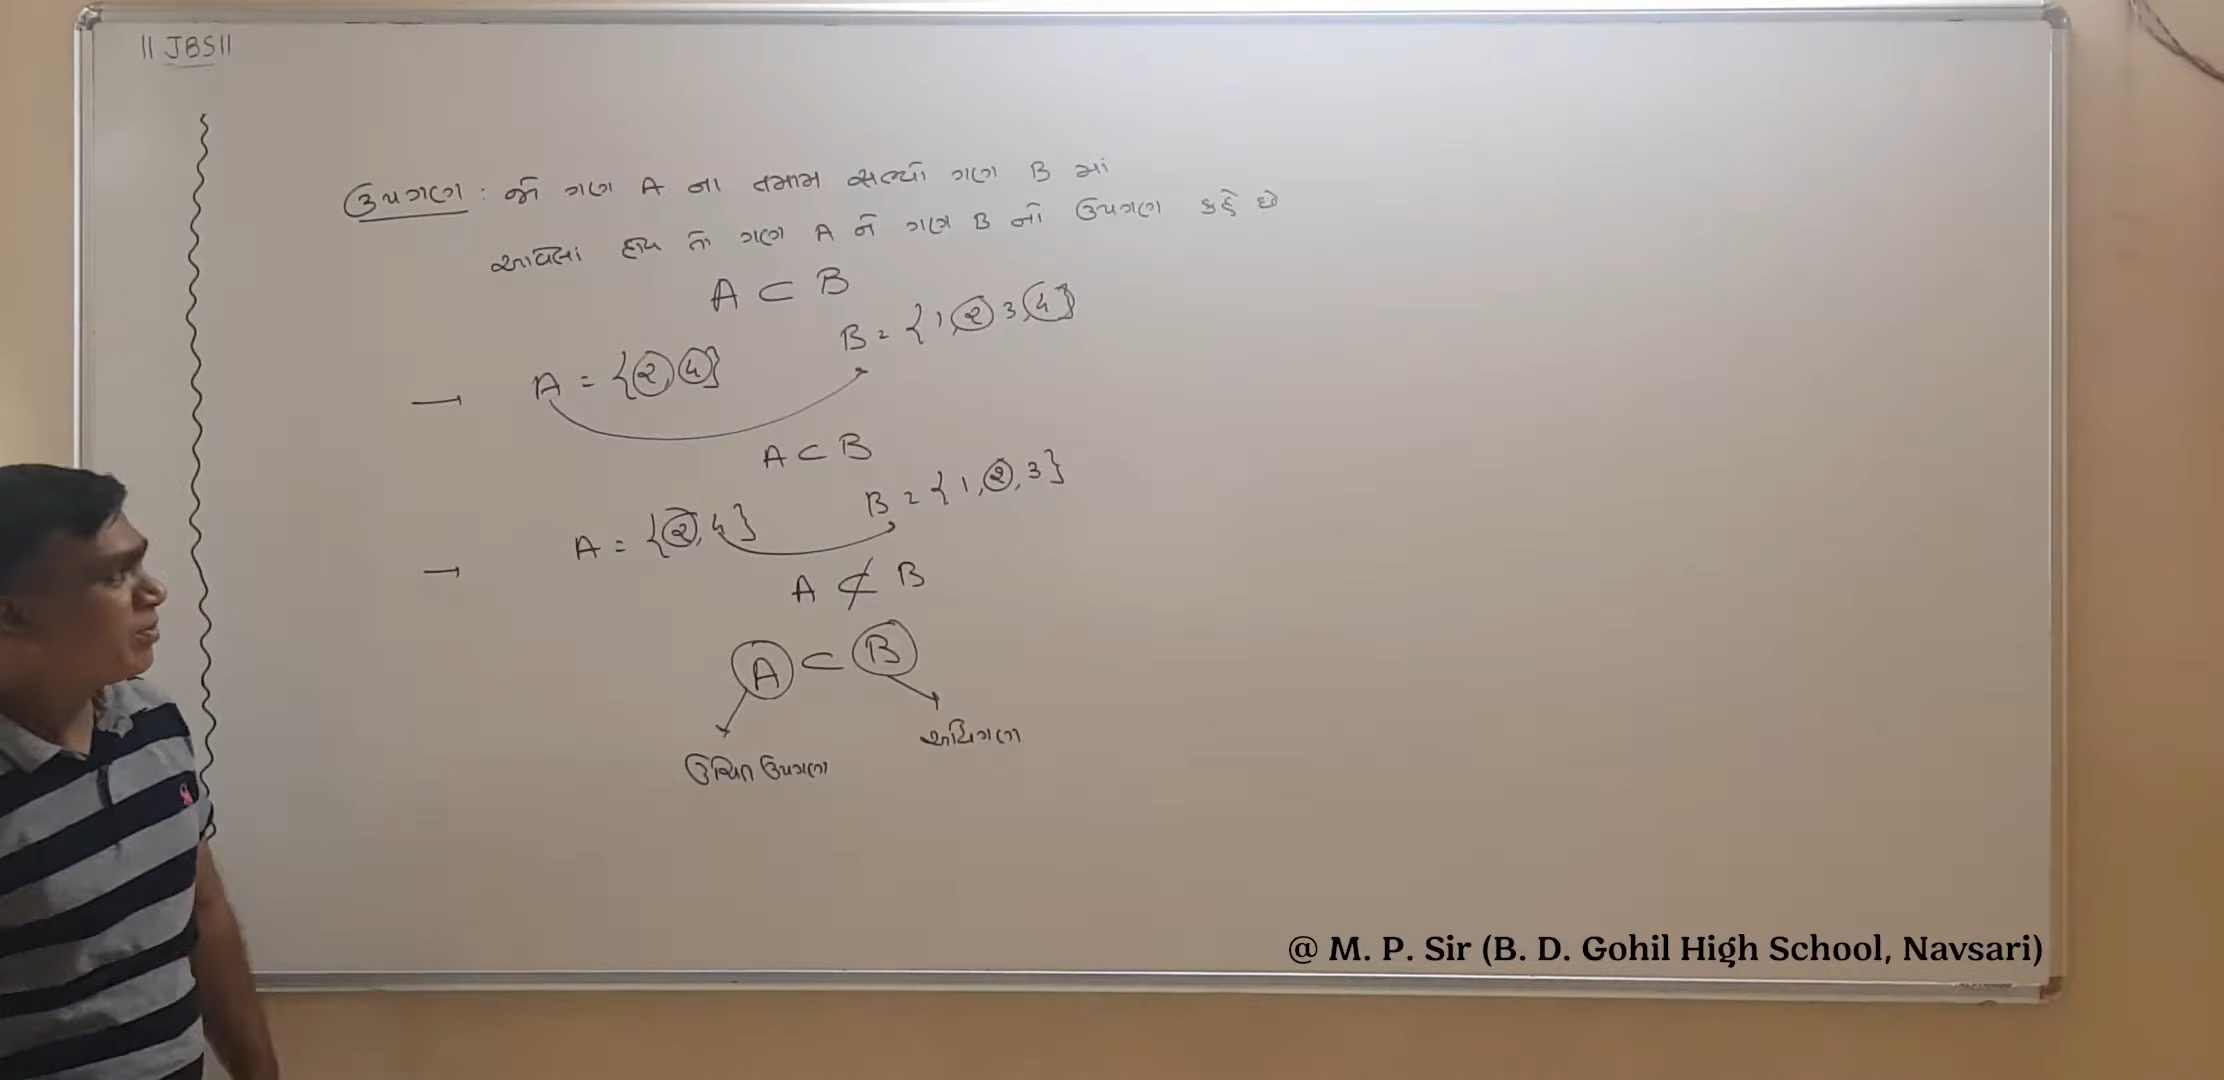 || JBS ||
ઉપગણ : જો ગણ A ના તમામ સભ્યો ગણ B માં
આવેલાં હોય તો ગણ A ને ગણ B નો ઉપગણ કહે છે
A ⊂ B
→ A = {2, 4} B = {1, 2, 3, 4}
A ⊂ B
→ A = {2, 4} B = {1, 2, 3}
A ⊄ B
A ⊂ B
ઉચિત ઉપગણ અધિગણ
@ M. P. Sir (B. D. Gohil High School, Navsari)